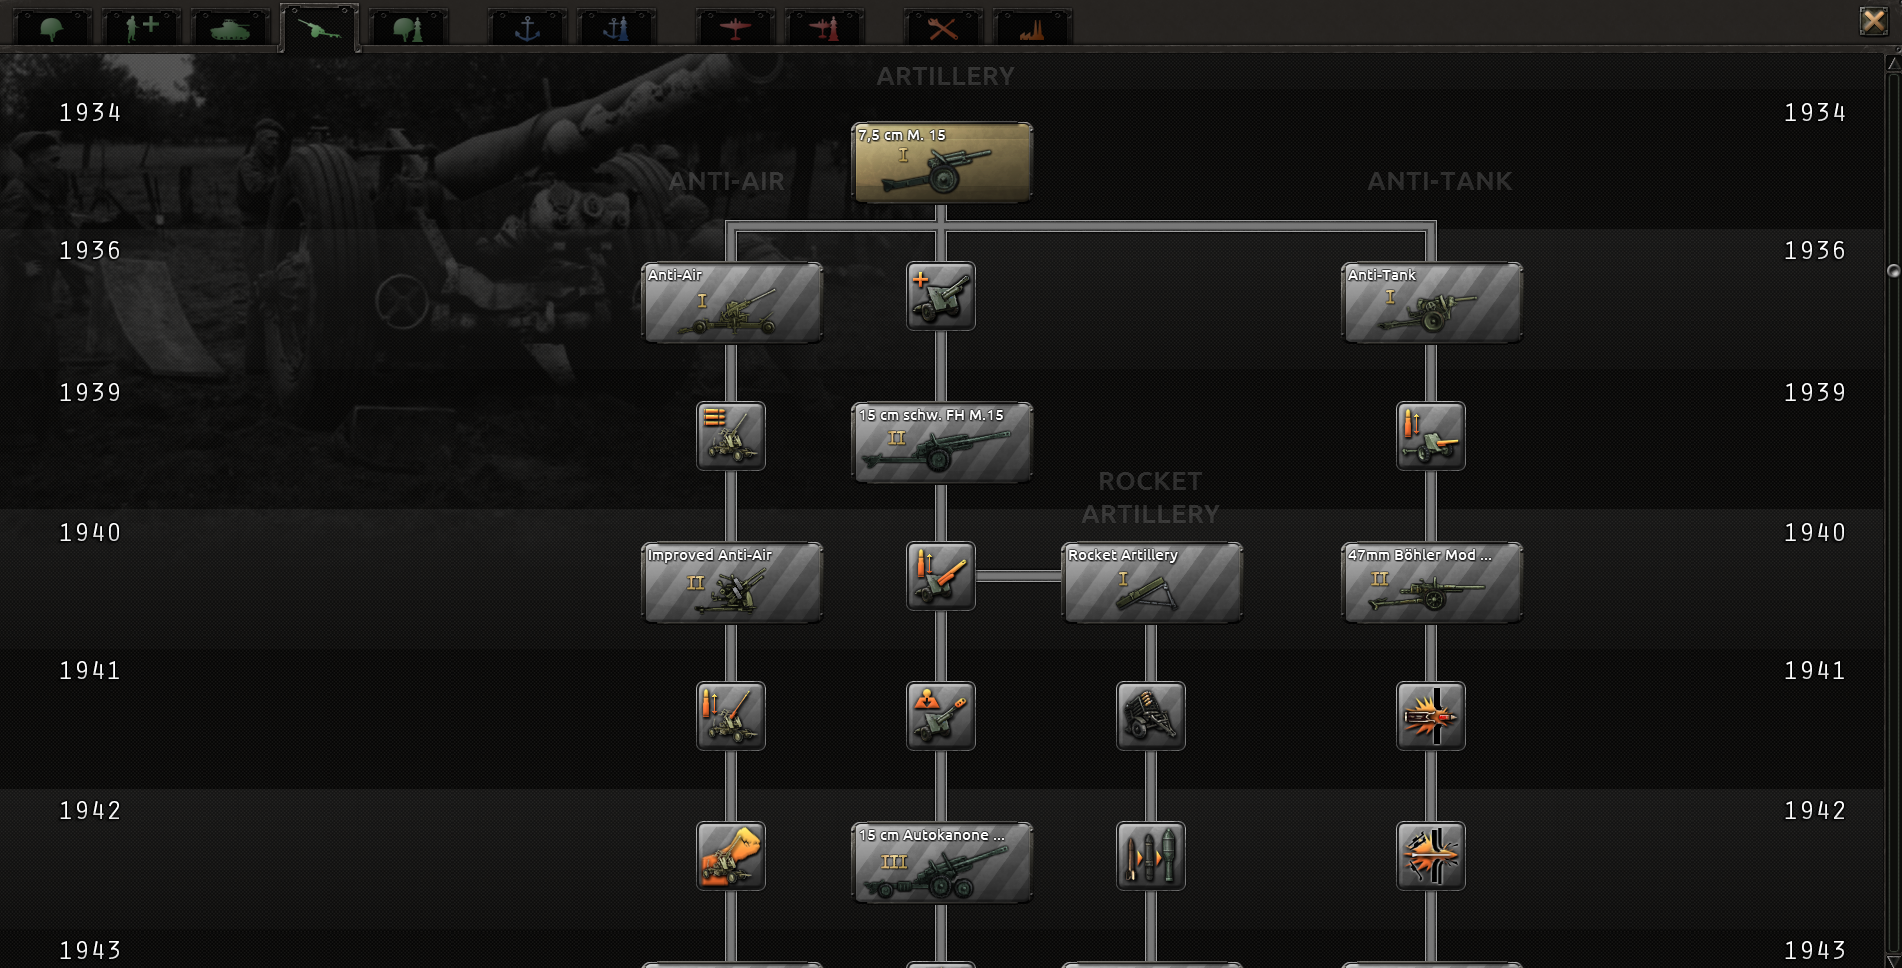 ARTILLERY
1934
1934
7,5 cm M. 15
I
ANTI-AIR
ANTI-TANK
1936
1936
Anti-Air
I
Anti-Tank
I
1939
1939
15 cm schw. FH M.15
II
ROCKET
ARTILLERY
1940
1940
Improved Anti-Air
II
Rocket Artillery
I
47mm Böhler Mod ...
II
1941
1941
1942
1942
15 cm Autokanone ...
III
1943
1943